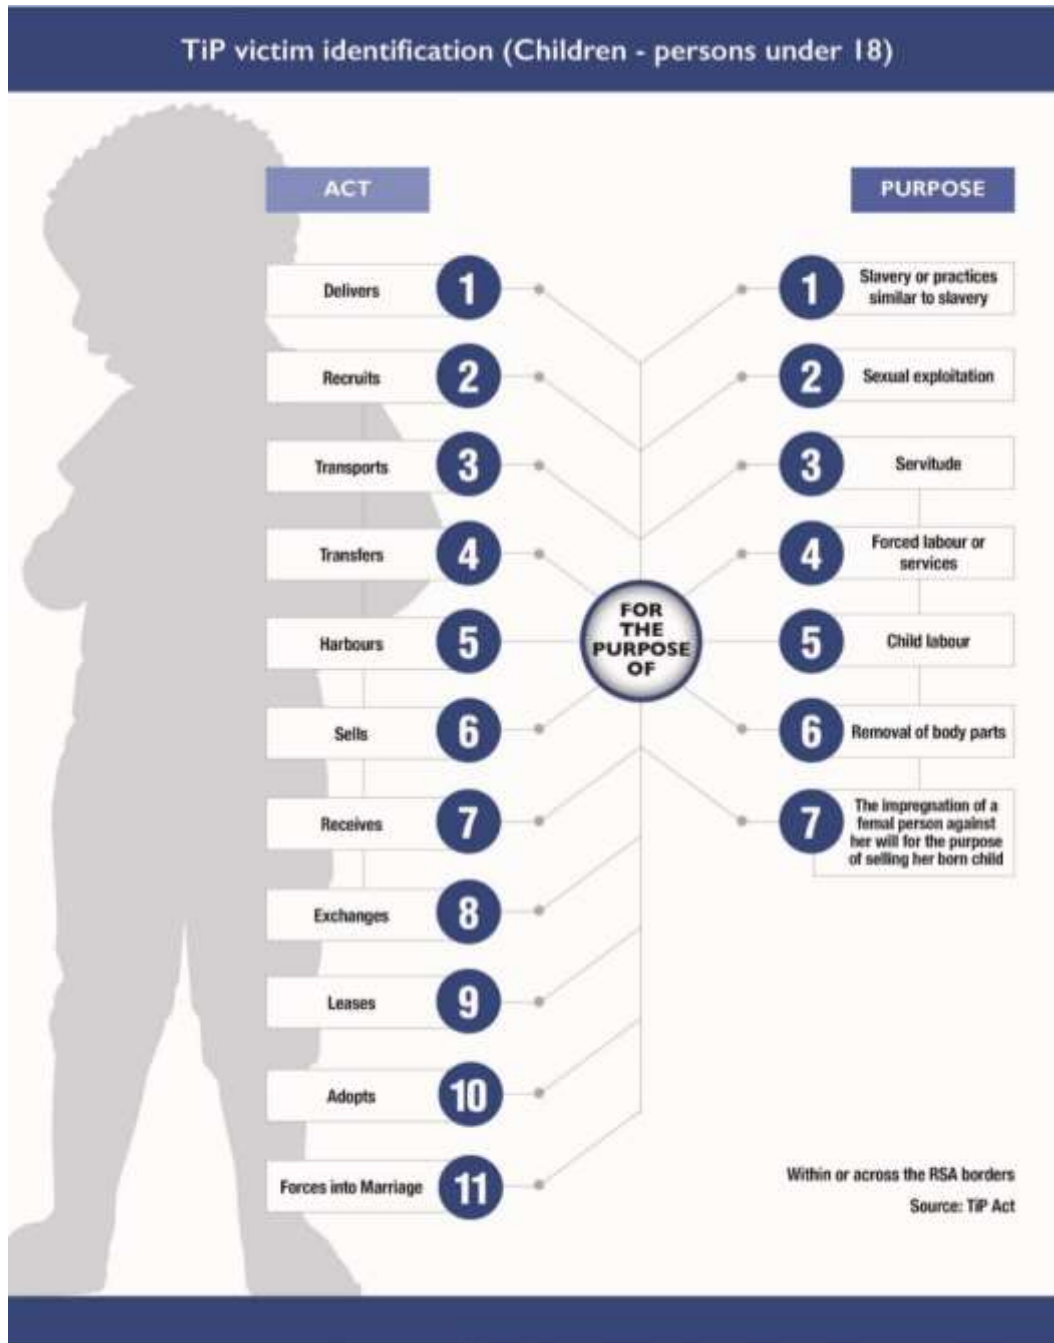 TiP victim identification (Children - persons under 18)
ACT
PURPOSE
Delivers
1
Recruits
2
Transports
3
Transfers
4
Harbours
5
Sells
6
Receives
7
Exchanges
8
Leases
9
Adopts
10
Forces into Marriage
11
FOR
THE
PURPOSE
OF
1
Slavery or practices
similar to slavery
2
Sexual exploitation
3
Servitude
4
Forced labour or
services
5
Child labour
6
Removal of body parts
7
The impregnation of a
femal person against
her will for the purpose
of selling her born child
Within or across the RSA borders
Source: TiP Act